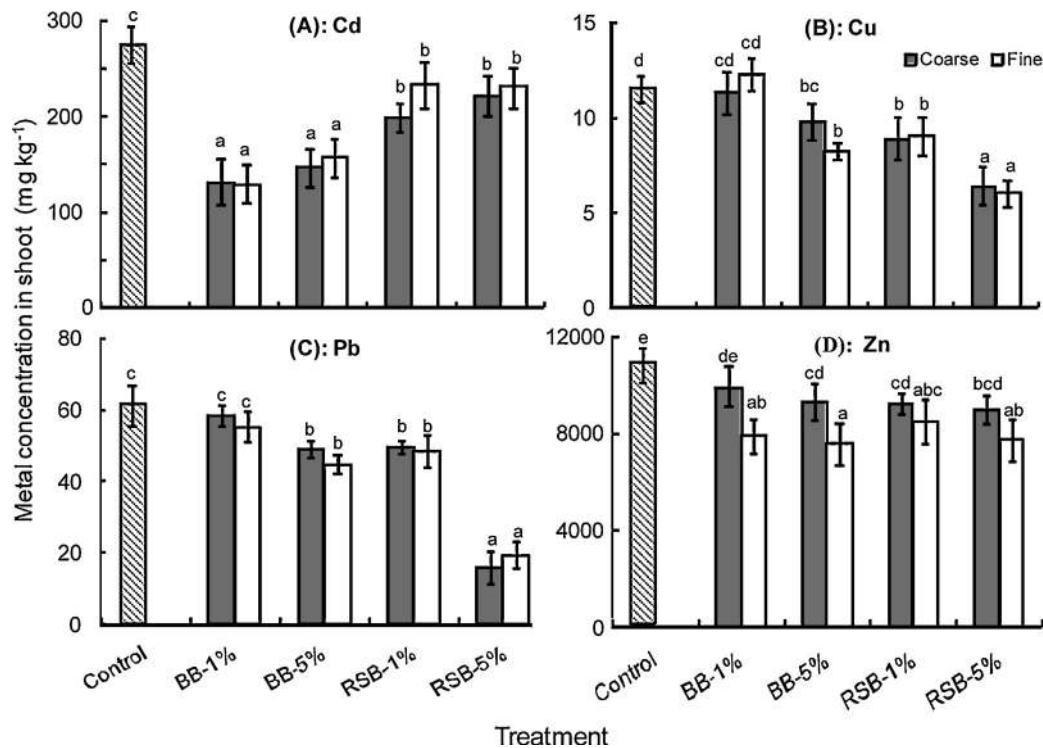 Metal concentration in shoot (mg kg⁻¹)
(A): Cd
300
200
100
0
c
a a
a a
b b
b b
(B): Cu
Coarse Fine
15
10
5
0
d
cd cd
bc b
b b
a a
(C): Pb
80
60
40
20
0
c
c c
b b
b b
a a
Control BB-1% BB-5% RSB-1% RSB-5%
(D): Zn
12000
8000
4000
0
e
de ab
cd a
cd abc
bcd ab
Control BB-1% BB-5% RSB-1% RSB-5%
Treatment